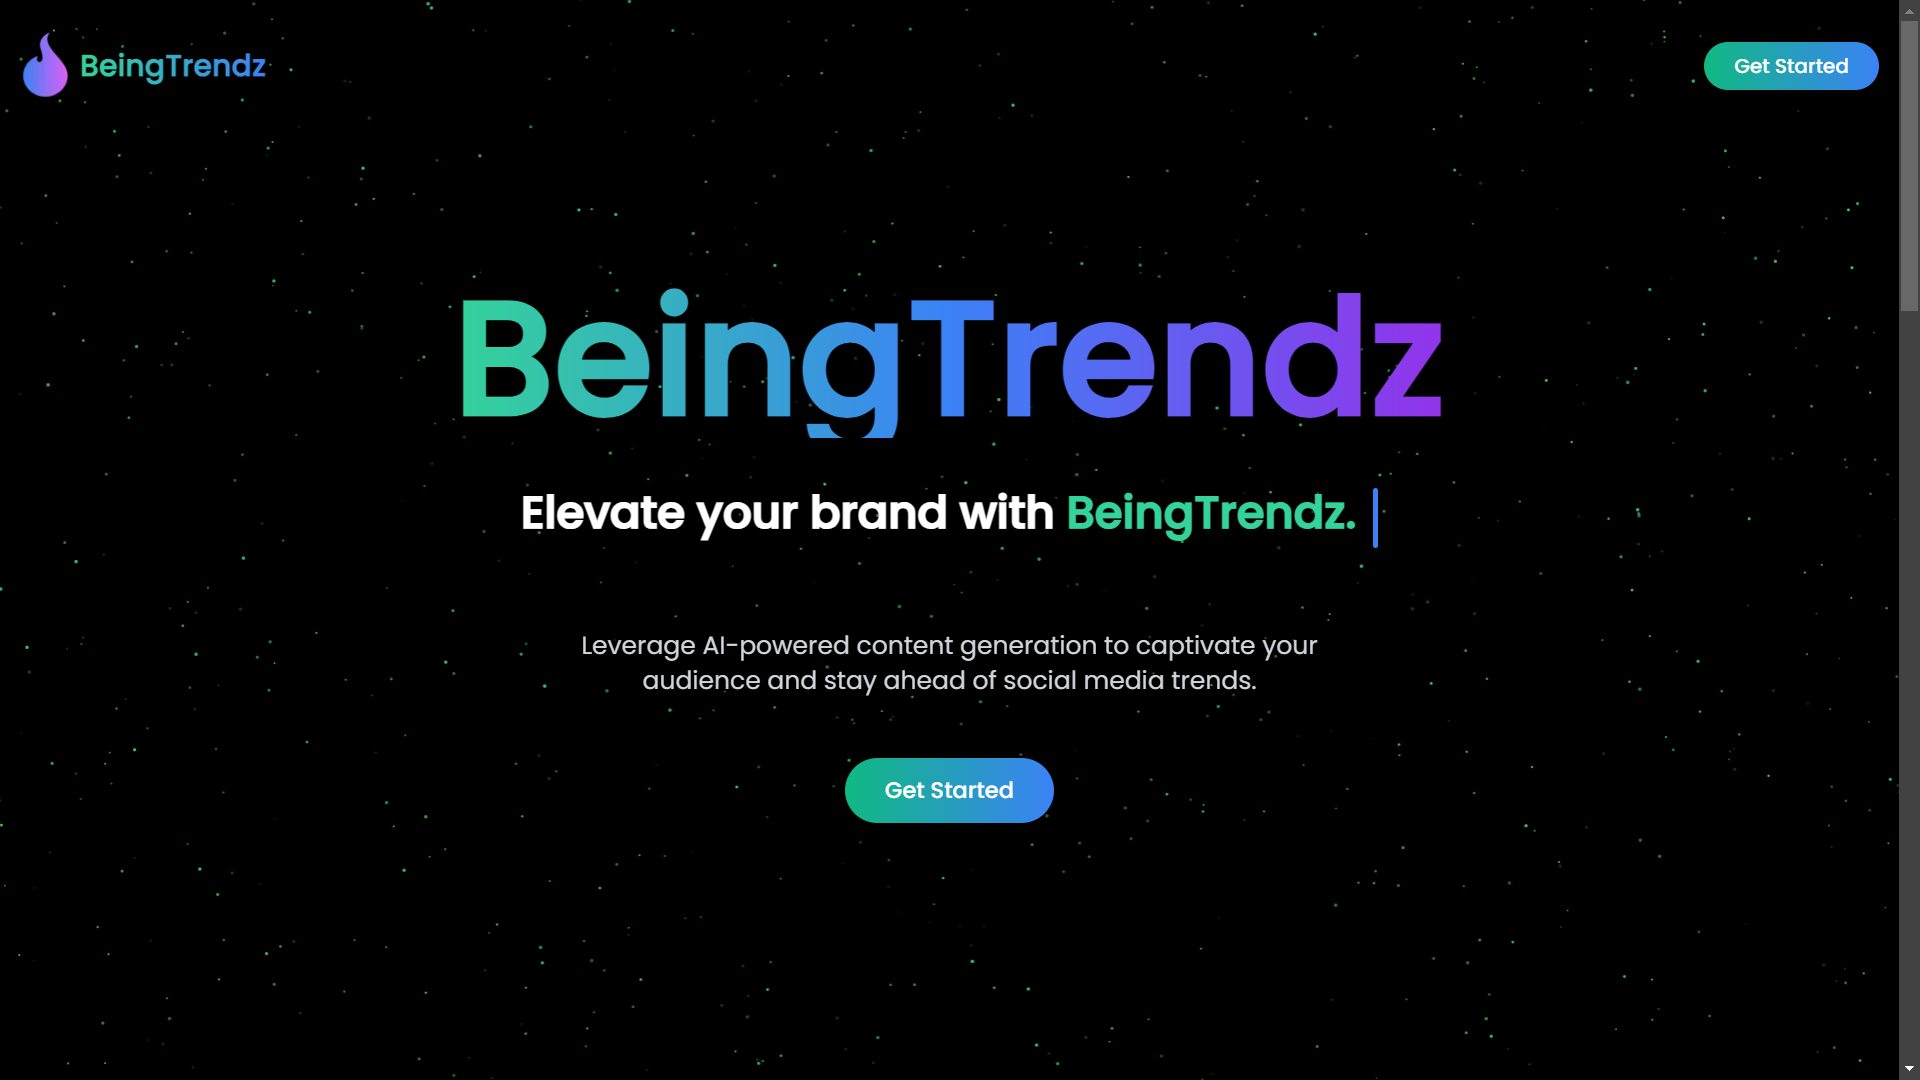 BeingTrendz
Get Started
BeingTrendz
Elevate your brand with BeingTrendz.
Leverage AI-powered content generation to captivate your
audience and stay ahead of social media trends.
Get Started